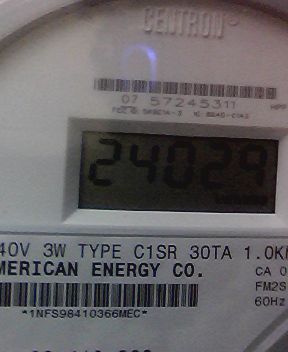 CENTRON
07 57245311
24029
40V 3W TYPE C1SR 30TA 1.0K
MERICAN ENERGY CO.
CA 0
FM2S
60Hz
*1NFS98410366MEC*